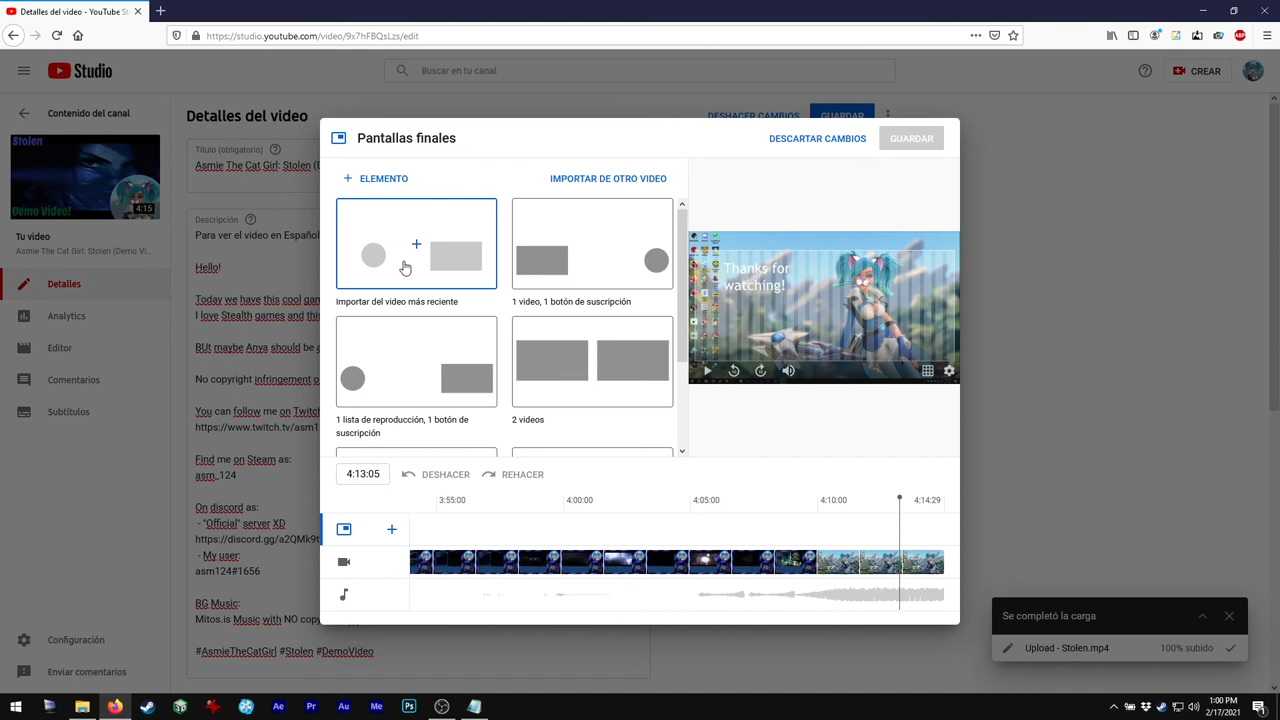 Detalles del video - YouTube St
https://studio.youtube.com/video/9x7hFBQsLzs/edit
Studio
Buscar en tu canal
CREAR
Contenido del canal
Detalles del video
DESHACER CAMBIOS
GUARDAR
Stolen
Demo Video!
4:15
Título (obligatorio)
Asmie The Cat Girl: Stolen (D
Tu video
Asmie The Cat Girl: Stolen (Demo Vi...
Descripción
Para ver el video en Español
Hello!
Today we have this cool gam
I love Stealth games and this
BUt maybe Anya should be a
No copyright infringement o
You can follow me on Twitch
https://www.twitch.tv/asm1
Find me on Steam as:
asm_124
On discord as:
- "Official" server XD
https://discord.gg/a2QMk9t
- My user:
asm124#1656
BG Music:
Mitos.is Music with NO copy
#AsmieTheCatGirl #Stolen #DemoVideo
Detalles
Analytics
Editor
Comentarios
Subtítulos
Configuración
Enviar comentarios
Pantallas finales
DESCARTAR CAMBIOS
GUARDAR
ELEMENTO
IMPORTAR DE OTRO VIDEO
Importar del video más reciente
1 video, 1 botón de suscripción
1 lista de reproducción, 1 botón de
suscripción
2 videos
Thanks for
watching!
4:13:05
DESHACER
REHACER
3:55:00
4:00:00
4:05:00
4:10:00
4:14:29
Se completó la carga
Upload - Stolen.mp4
100% subido
1:00 PM
2/17/2021